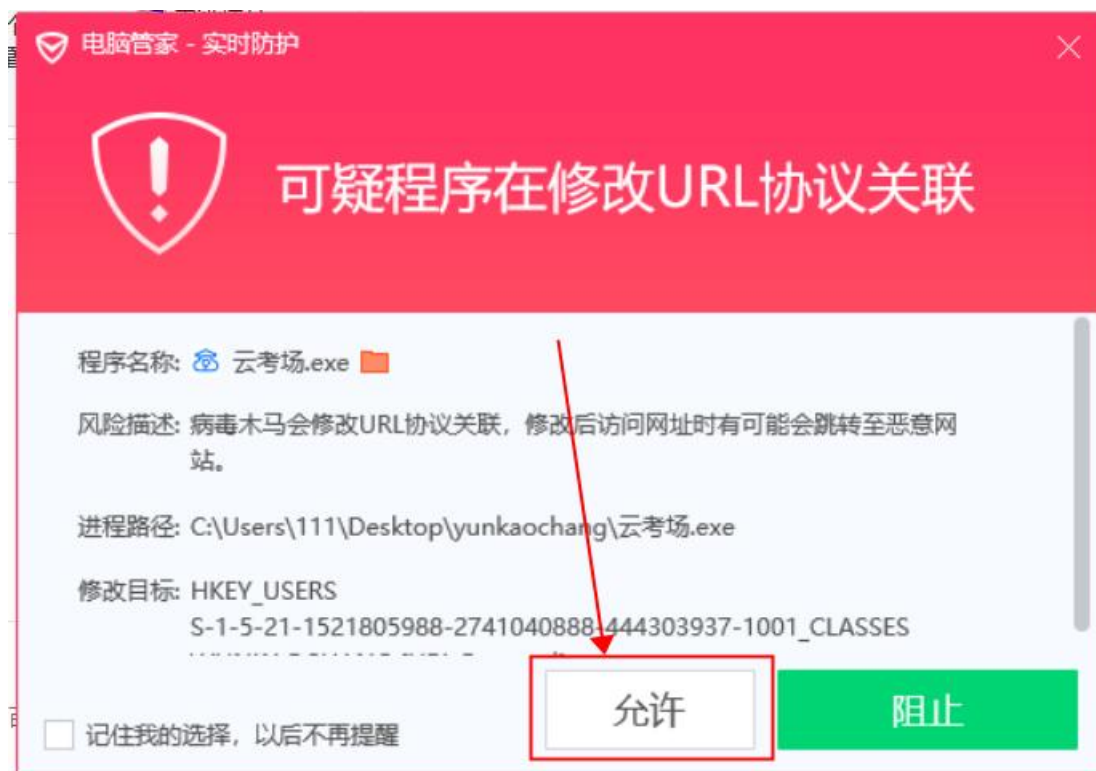 电脑管家 - 实时防护
可疑程序在修改URL协议关联
程序名称: 云考场.exe
风险描述: 病毒木马会修改URL协议关联，修改后访问网址时有可能会跳转至恶意网
站。
进程路径: C:\Users\111\Desktop\yunkaochang\云考场.exe
修改目标: HKEY_USERS
S-1-5-21-1521805988-2741040888-444303937-1001_CLASSES
记住我的选择，以后不再提醒
允许
阻止